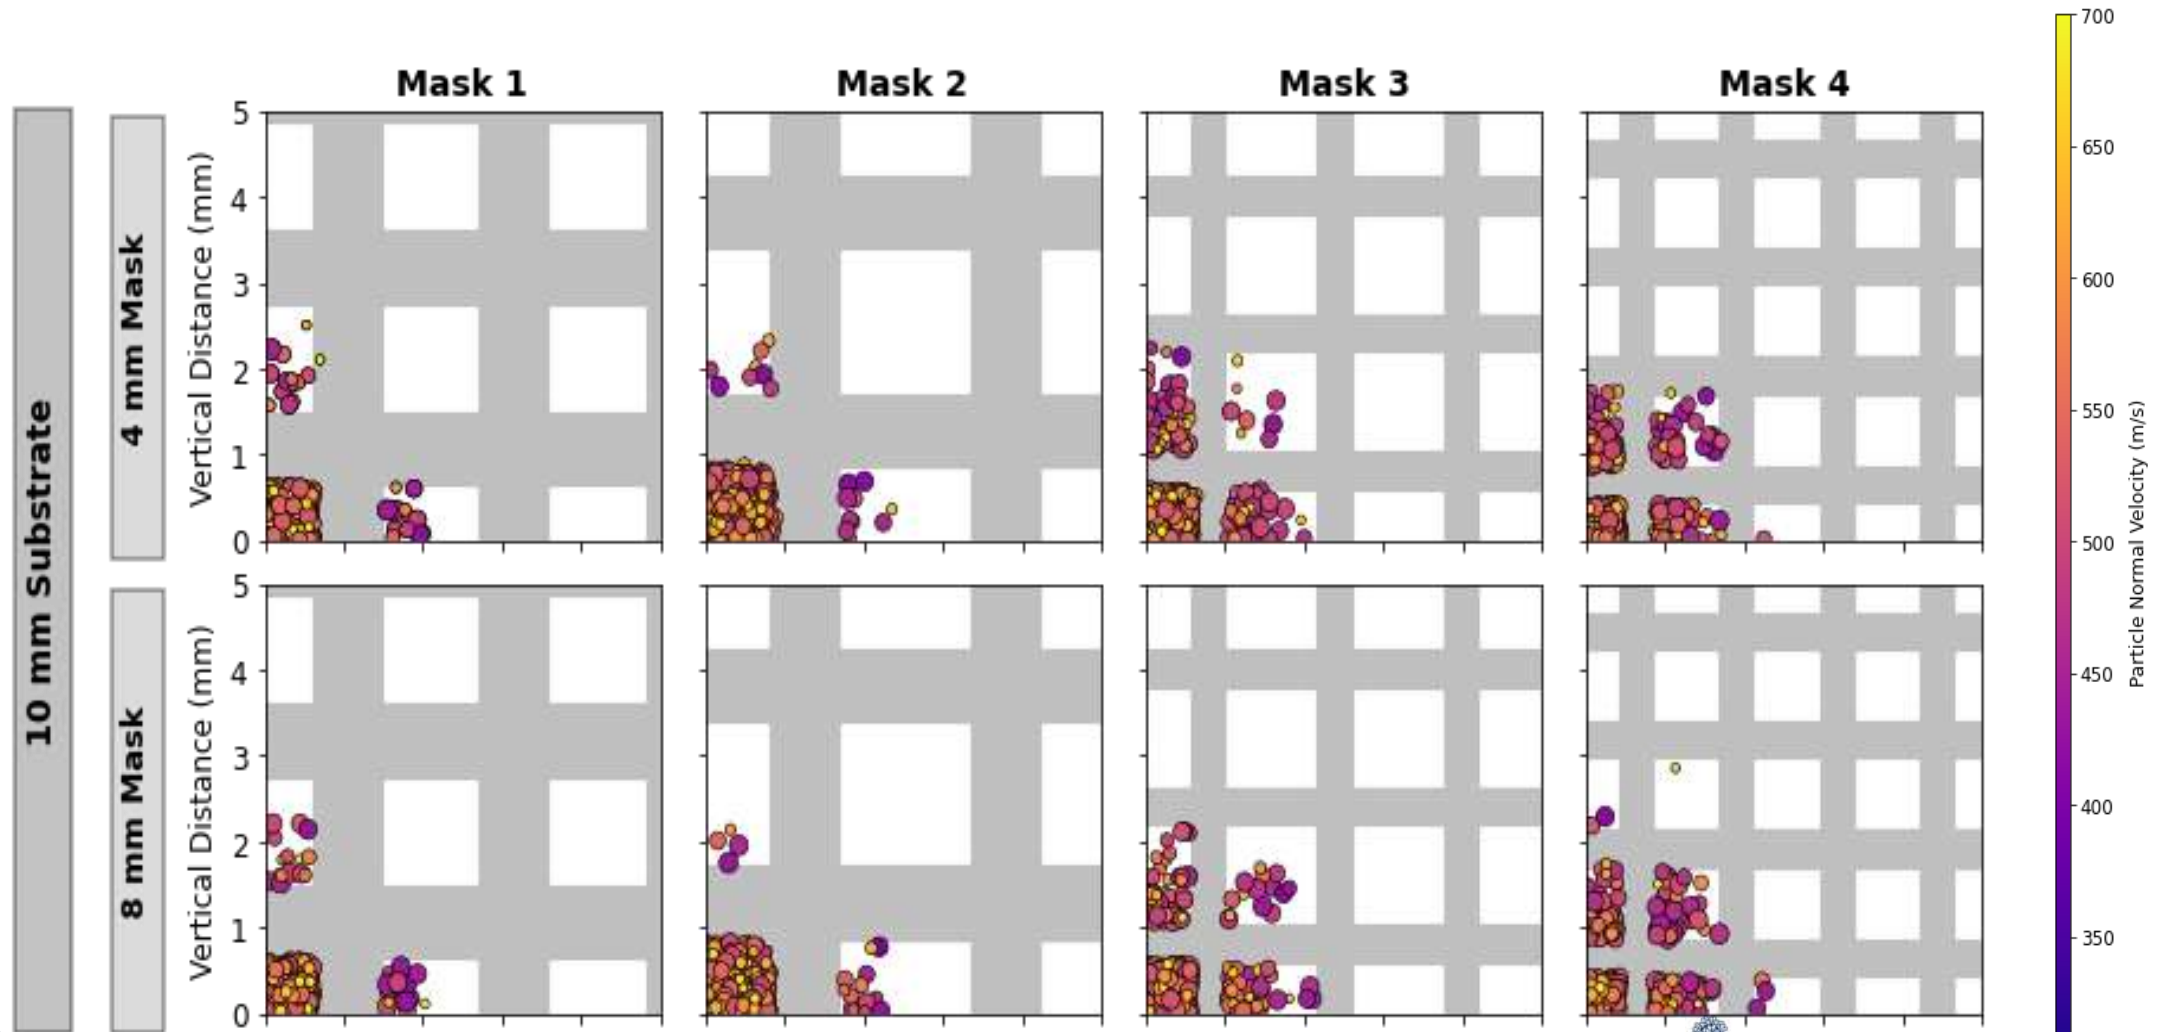 Mask 1 Mask 2 Mask 3 Mask 4
10 mm Substrate
4 mm Mask
Vertical Distance (mm)
5
4
3
2
1
0
8 mm Mask
Vertical Distance (mm)
5
4
3
2
1
0
700
650
600
550
500
450
400
350
Particle Normal Velocity (m/s)